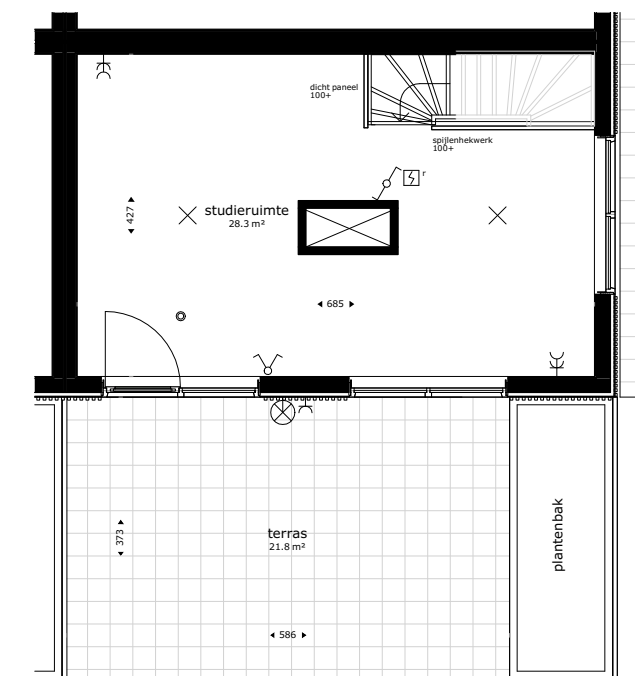 dicht paneel
100+
spijlenhekwerk
100+
r
427
studieruimte
28.3 m²
685
373
terras
21.8 m²
plantenbak
586